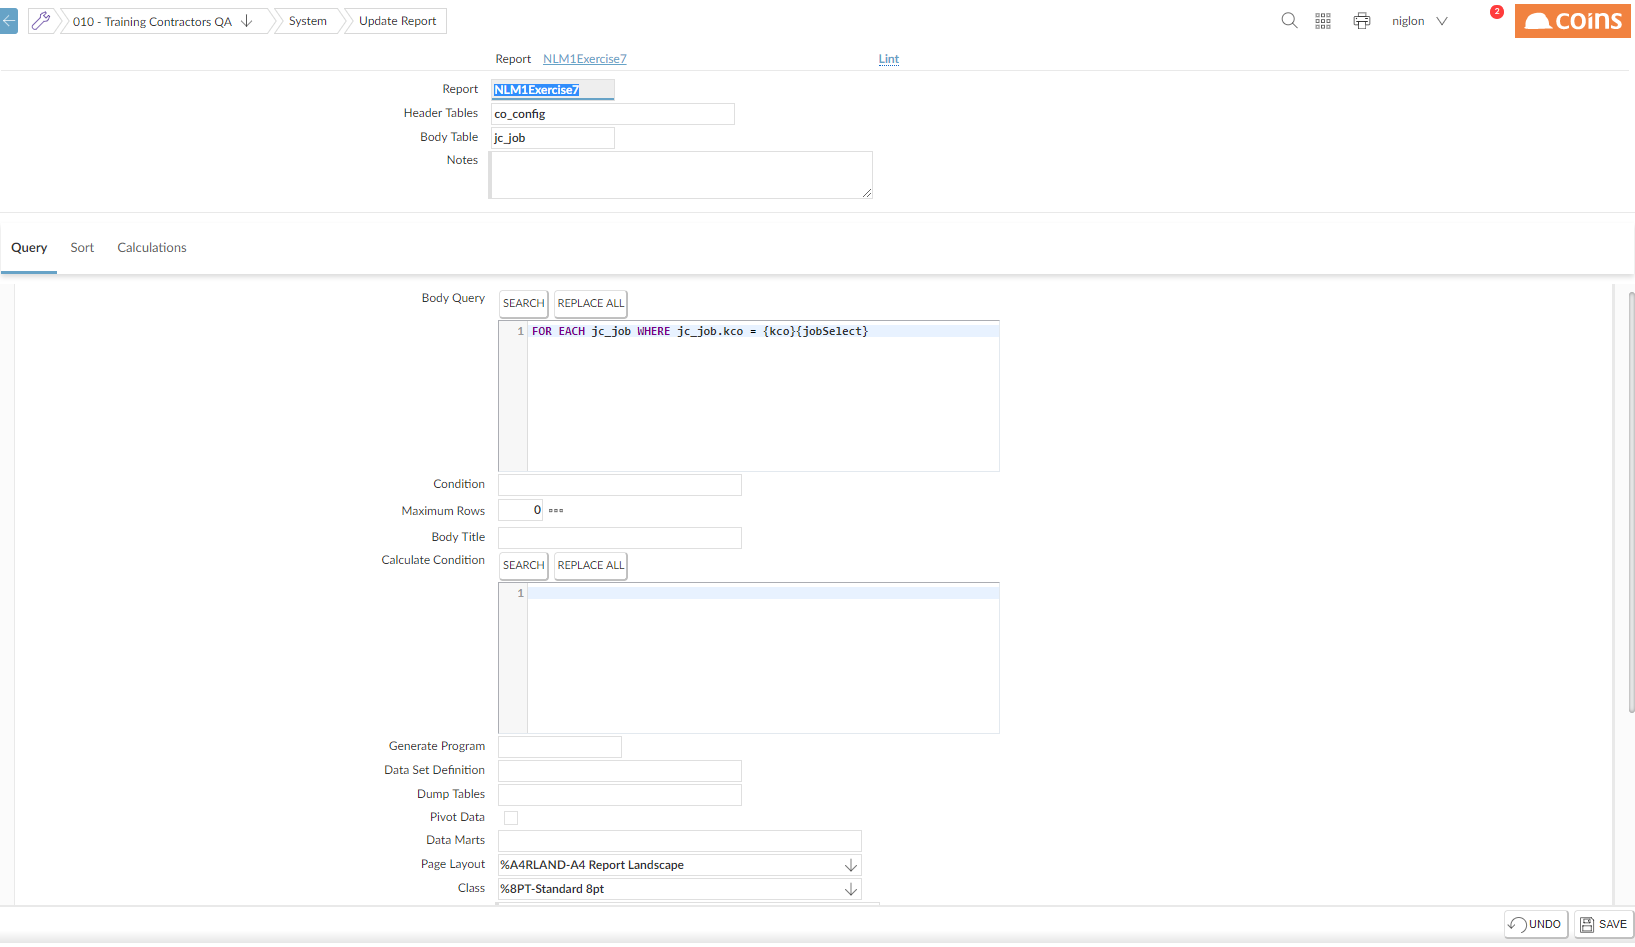 010 - Training Contractors QA System Update Report niglon 2 coins
Report NLM1Exercise7 Lint
Report NLM1Exercise7
Header Tables co_config
Body Table jc_job
Notes
Query Sort Calculations
Body Query SEARCH REPLACE ALL
1 FOR EACH jc_job WHERE jc_job.kco = {kco}{jobSelect}
Condition
Maximum Rows 0
Body Title
Calculate Condition SEARCH REPLACE ALL
1
Generate Program
Data Set Definition
Dump Tables
Pivot Data
Data Marts
Page Layout %A4RLAND-A4 Report Landscape
Class %8PT-Standard 8pt
UNDO SAVE